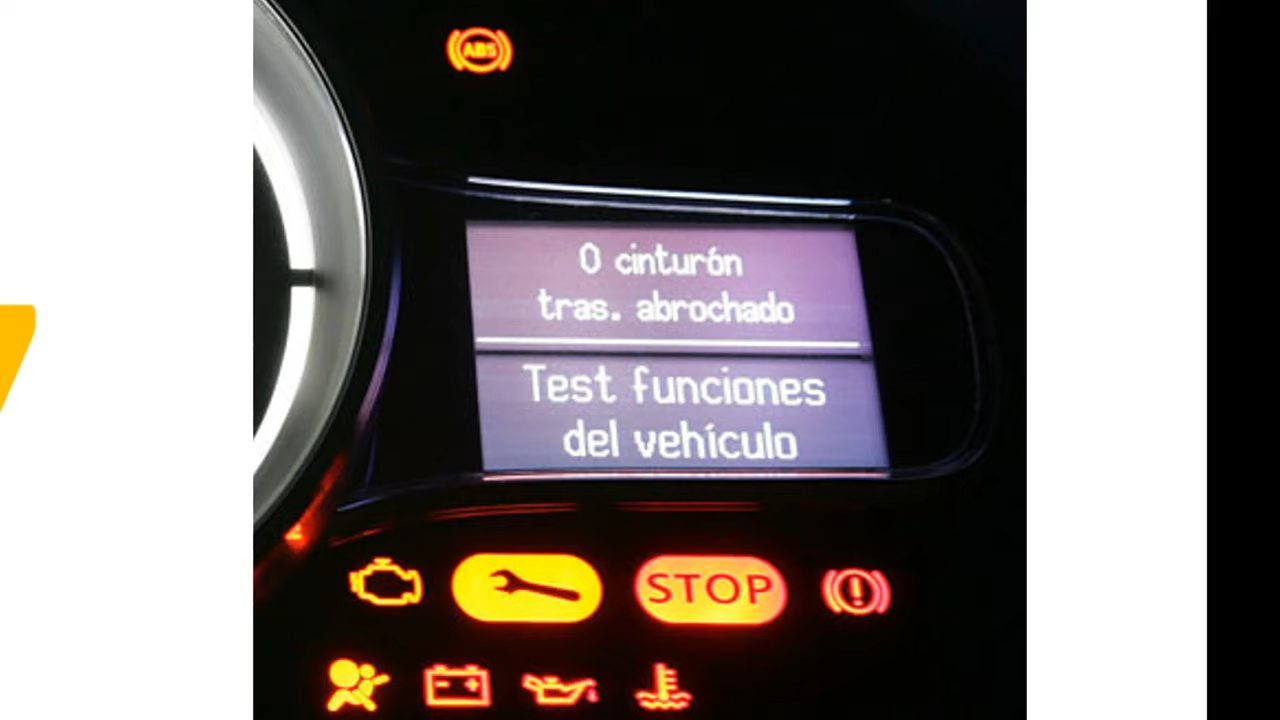 ABS
0 cinturón
tras. abrochado
Test funciones
del vehículo
STOP